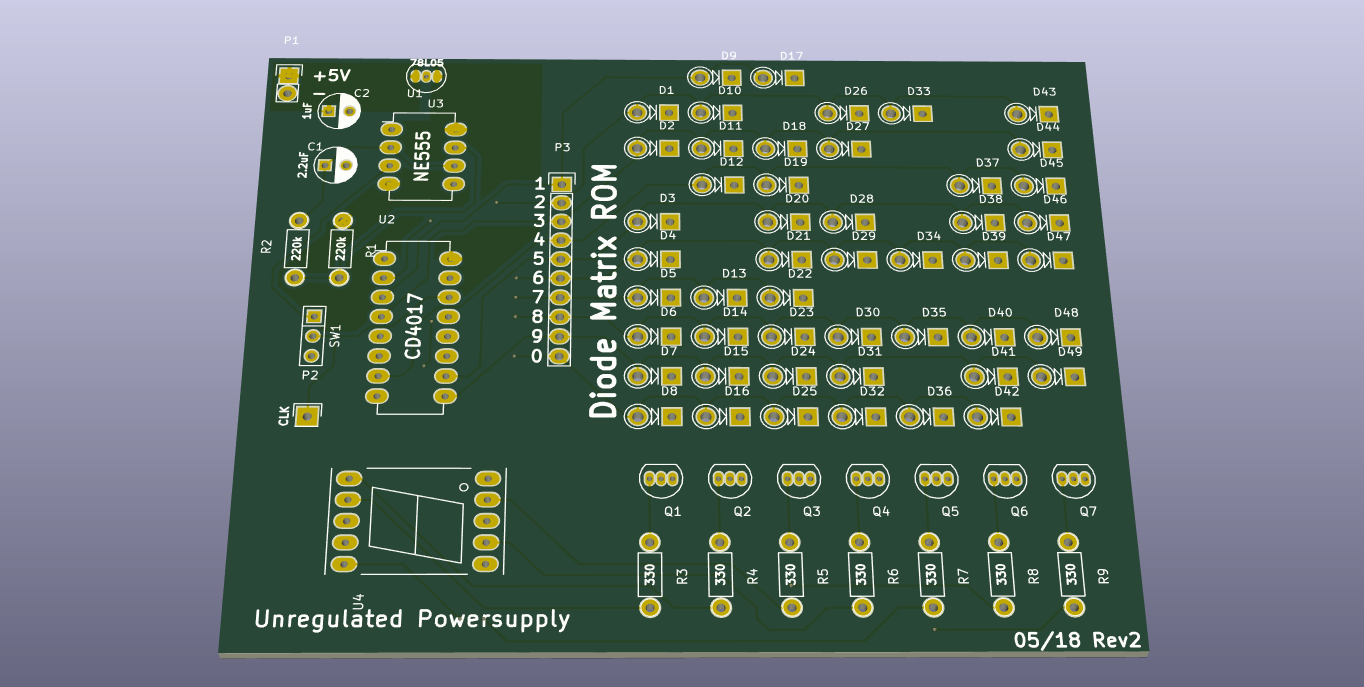 P1
+5V
78L05
D9 D17
1uF C2 U1 U3
D1 D10 D26 D33 D43
D2 D11 D18 D27 D44
2.2uF C1 NE555 P3
D12 D19 D37 D45
1
2
3
4
5
6
7
8
9
0
Diode Matrix ROM
D3 D20 D28 D38 D46
U2
R2 220k 220k R1
D4 D21 D29 D34 D39 D47
D5 D13 D22
CD4017
SW1
P2
D6 D14 D23 D30 D35 D40 D48
D7 D15 D24 D31 D41 D49
D8 D16 D25 D32 D36 D42
CLK
Q1 Q2 Q3 Q4 Q5 Q6 Q7
330 R3 330 R4 330 R5 330 R6 330 R7 330 R8 330 R9
U4
Unregulated Powersupply
05/18 Rev2